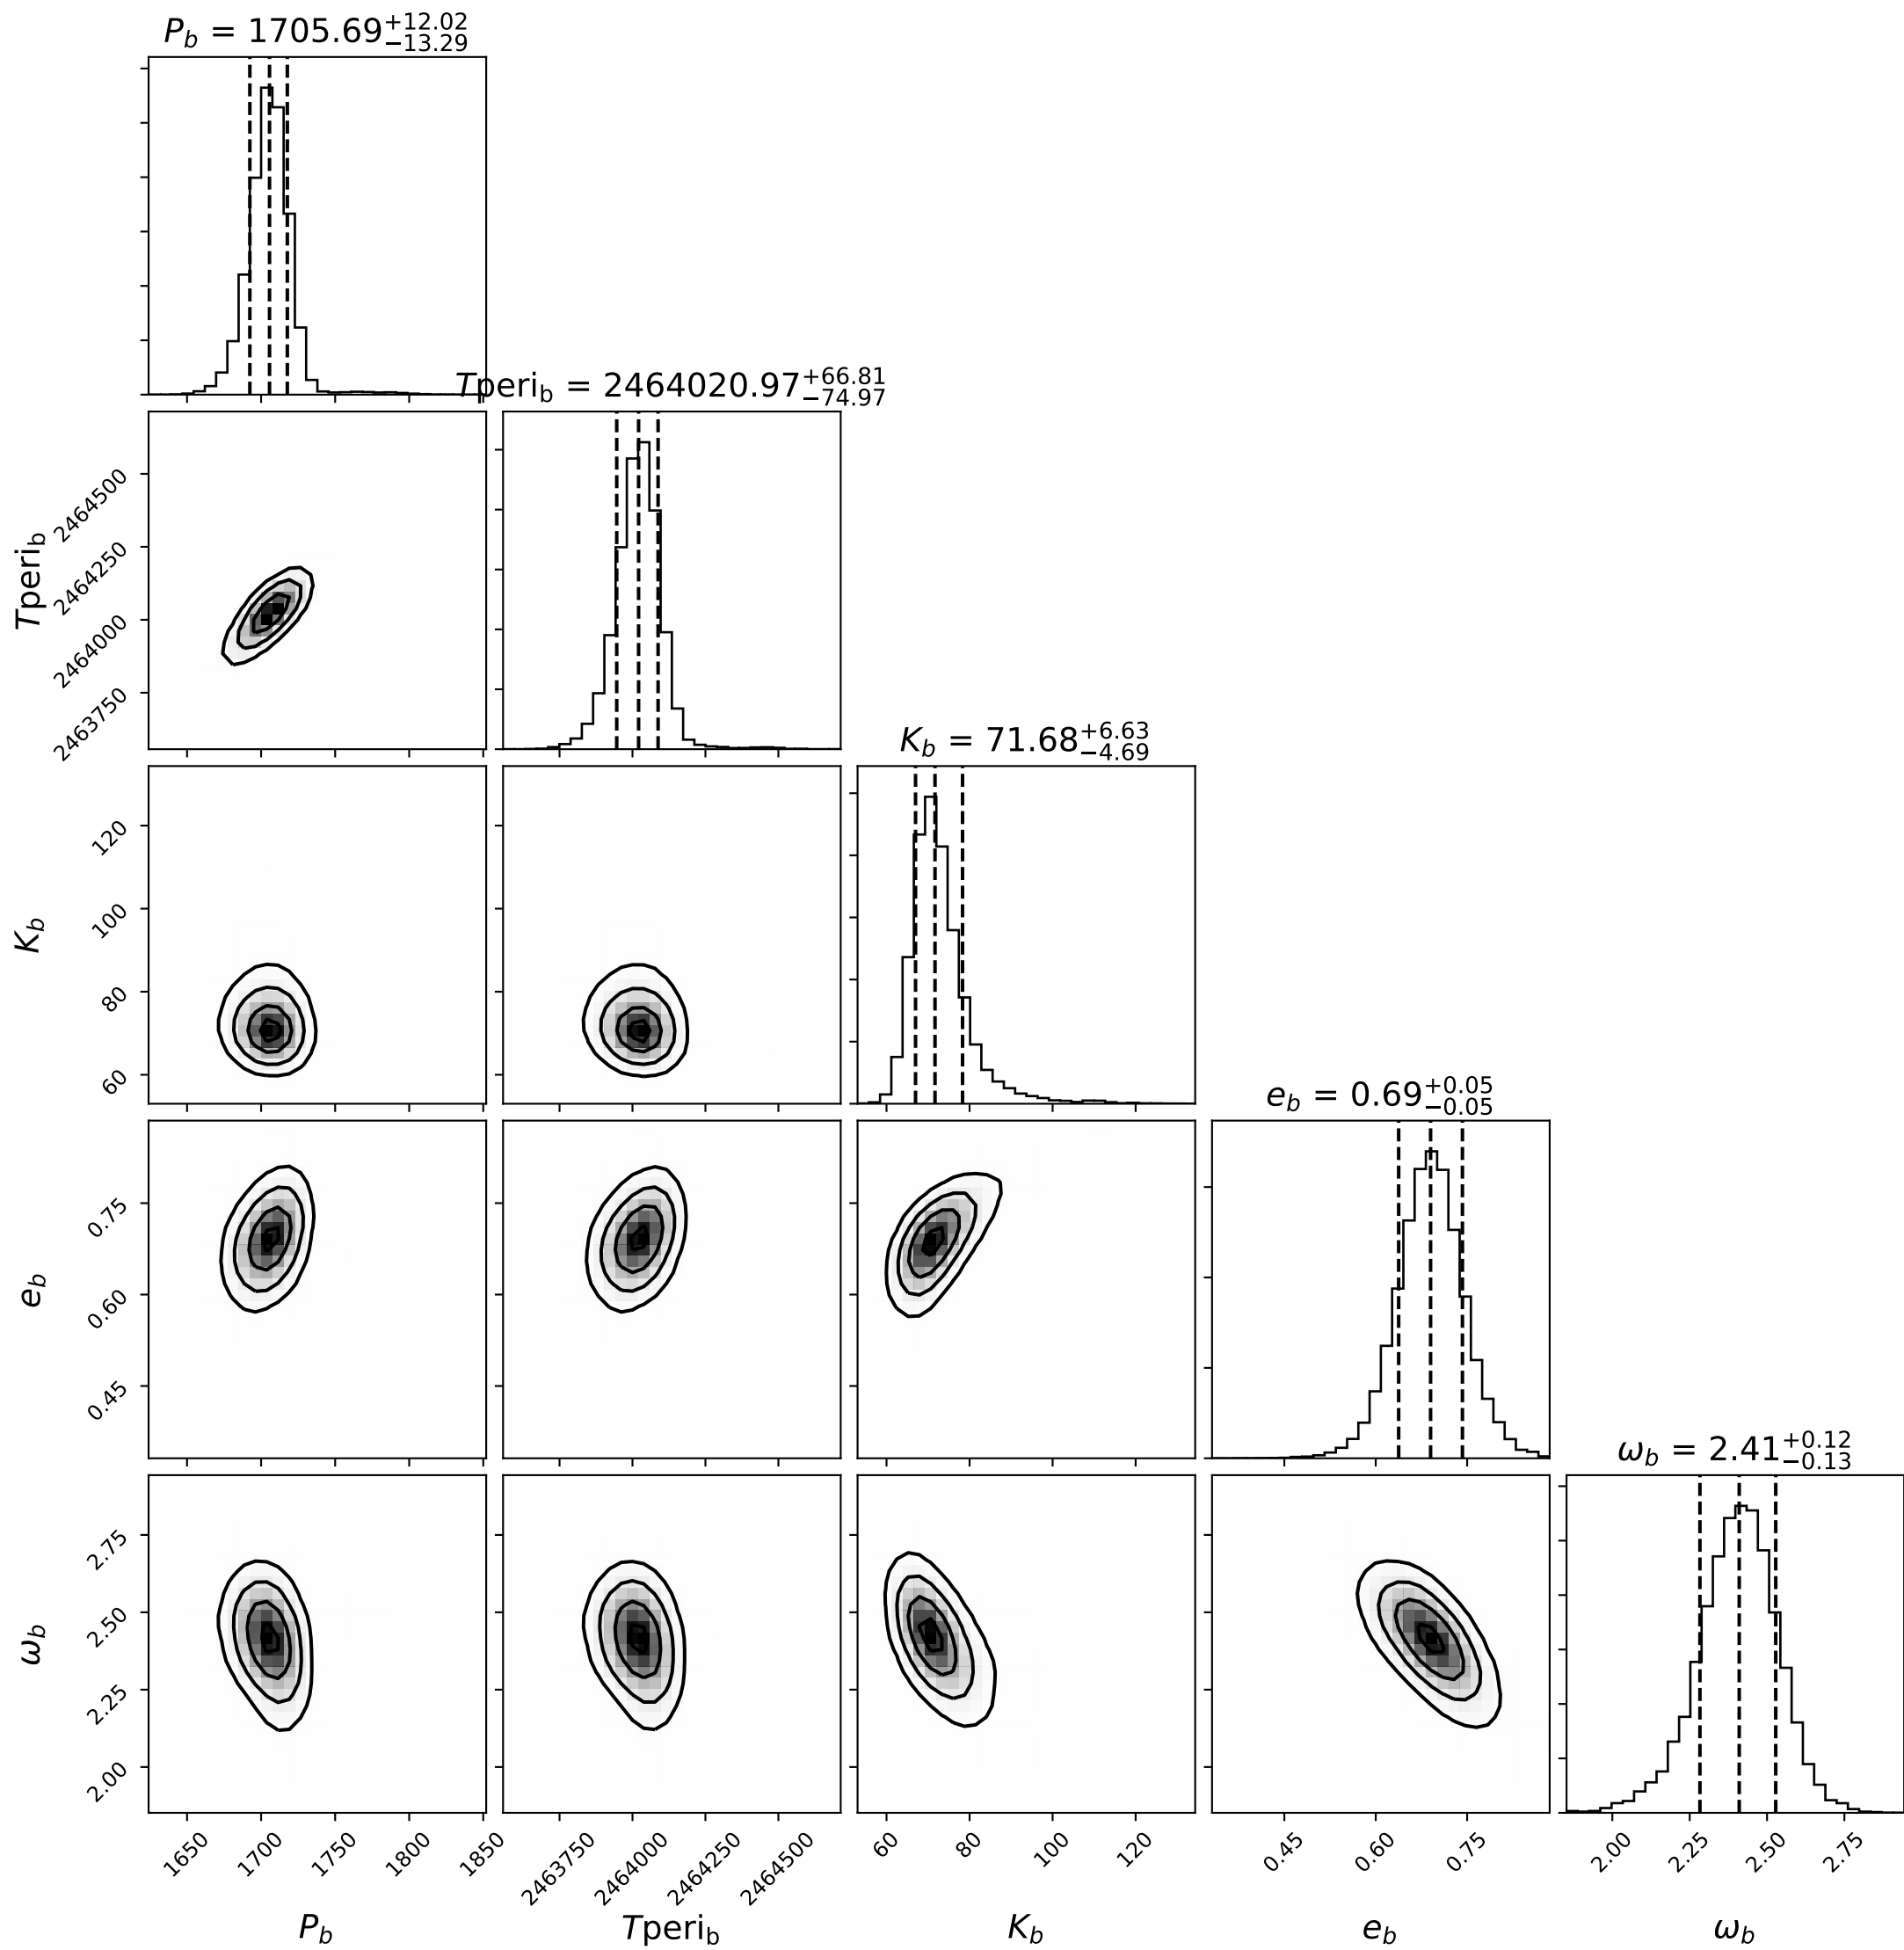 P_b = 1705.69^{+12.02}_{−13.29}
Tperi_b = 2464020.97^{+66.81}_{−74.97}
2464500
2464250
2464000
2463750
Tperi_b
K_b = 71.68^{+6.63}_{−4.69}
120
100
80
60
K_b
e_b = 0.69^{+0.05}_{−0.05}
0.75
0.60
0.45
e_b
ω_b = 2.41^{+0.12}_{−0.13}
2.75
2.50
2.25
2.00
ω_b
1650 1700 1750 1800 1850
2463750 2464000 2464250 2464500
60 80 100 120
0.45 0.60 0.75
2.00 2.25 2.50 2.75
P_b Tperi_b K_b e_b ω_b